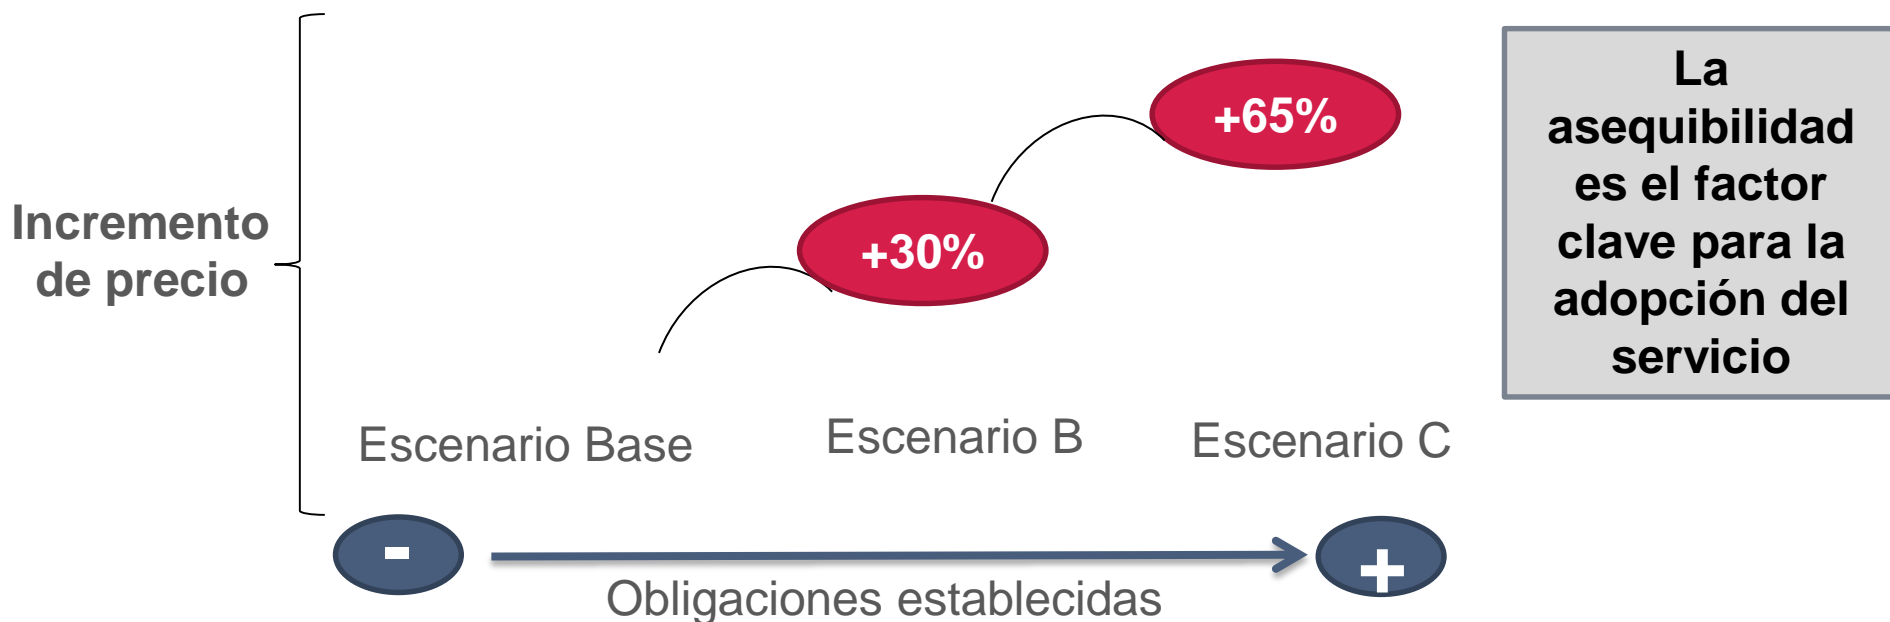 Incremento
de precio
+30%
+65%
Escenario Base
Escenario B
Escenario C
-
+
Obligaciones establecidas
La
asequibilidad
es el factor
clave para la
adopción del
servicio